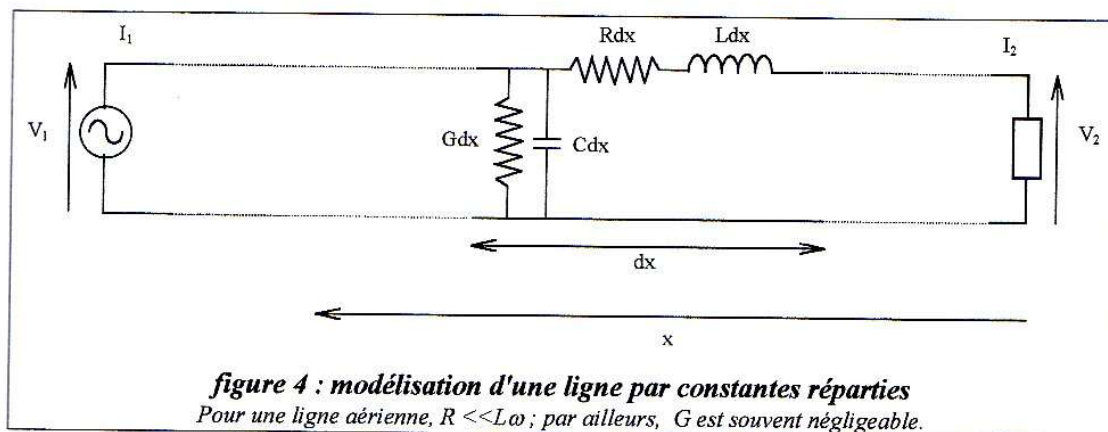 I₁
Rdx
Ldx
I₂
V₁
Gdx
Cdx
V₂
dx
x
figure 4 : modélisation d'une ligne par constantes réparties
Pour une ligne aérienne, R <<Lω ; par ailleurs, G est souvent négligeable.